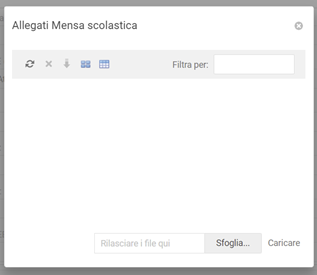 Allegati Mensa scolastica
Filtra per:
Rilasciare i file qui Sfoglia... Caricare